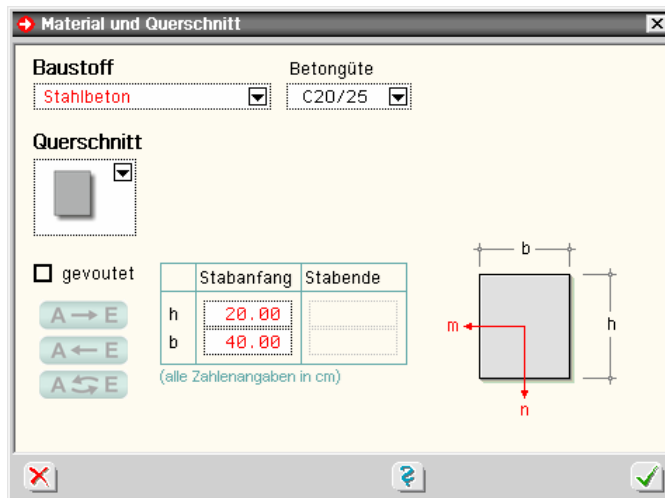 Material und Querschnitt
Baustoff
Betongüte
Stahlbeton
C20/25
Querschnitt
gevoutet
Stabanfang Stabende
h 20.00
b 40.00
(alle Zahlenangaben in cm)
A → E
A ← E
A E
b
h
m
n